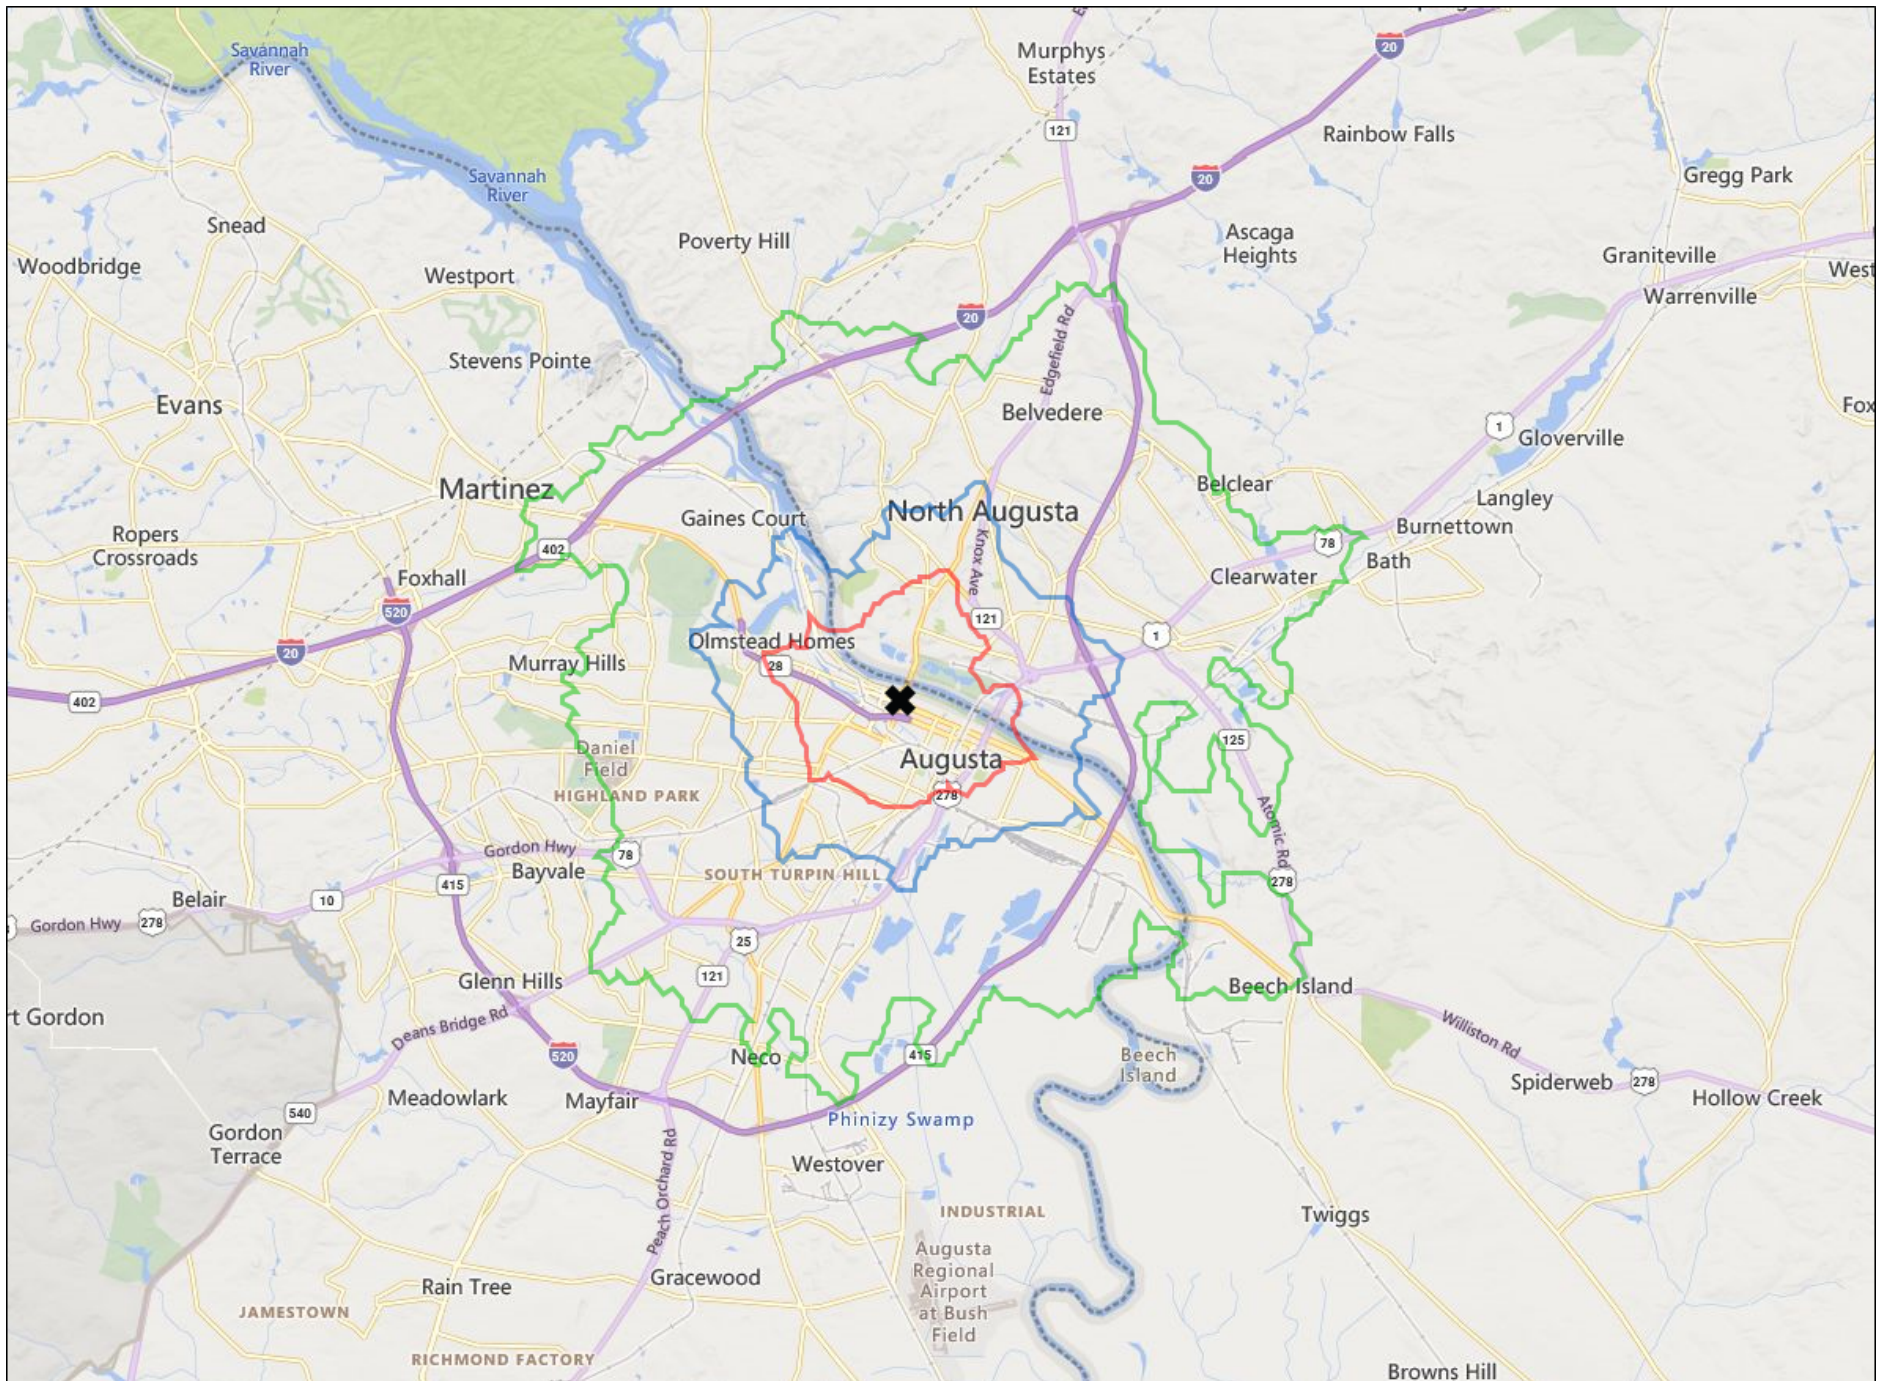 Savannah
River
Murphys
Estates
20
121
Rainbow Falls
Savannah
River
20
Gregg Park
Snead
Poverty Hill
Ascaga
Heights
Graniteville
Woodbridge
Westport
West
Warrenville
20
Edgefield Rd
Stevens Pointe
Evans
Belvedere
Fox
1
Gloverville
Martinez
Belclear
Langley
Gaines Court
North Augusta
Burnettown
Ropers
Crossroads
402
Knox Ave
78
Bath
Foxhall
Clearwater
520
121
1
20
Olmstead Homes
Murray Hills
28
402
Daniel
Field
125
Augusta
HIGHLAND PARK
278
Atomic Rd
Gordon Hwy
78
Bayvale
SOUTH TURPIN HILL
415
278
Belair
10
Gordon Hwy
278
25
121
Glenn Hills
Beech Island
rt Gordon
Deans Bridge Rd
Williston Rd
520
Neco
415
Beech
Island
Spiderweb
278
Meadowlark
Mayfair
Hollow Creek
540
Phinizy Swamp
Gordon
Terrace
Peach Orchard Rd
Westover
INDUSTRIAL
Twiggs
Augusta
Regional
Airport
at Bush
Field
Rain Tree
Gracewood
JAMESTOWN
RICHMOND FACTORY
Browns Hill